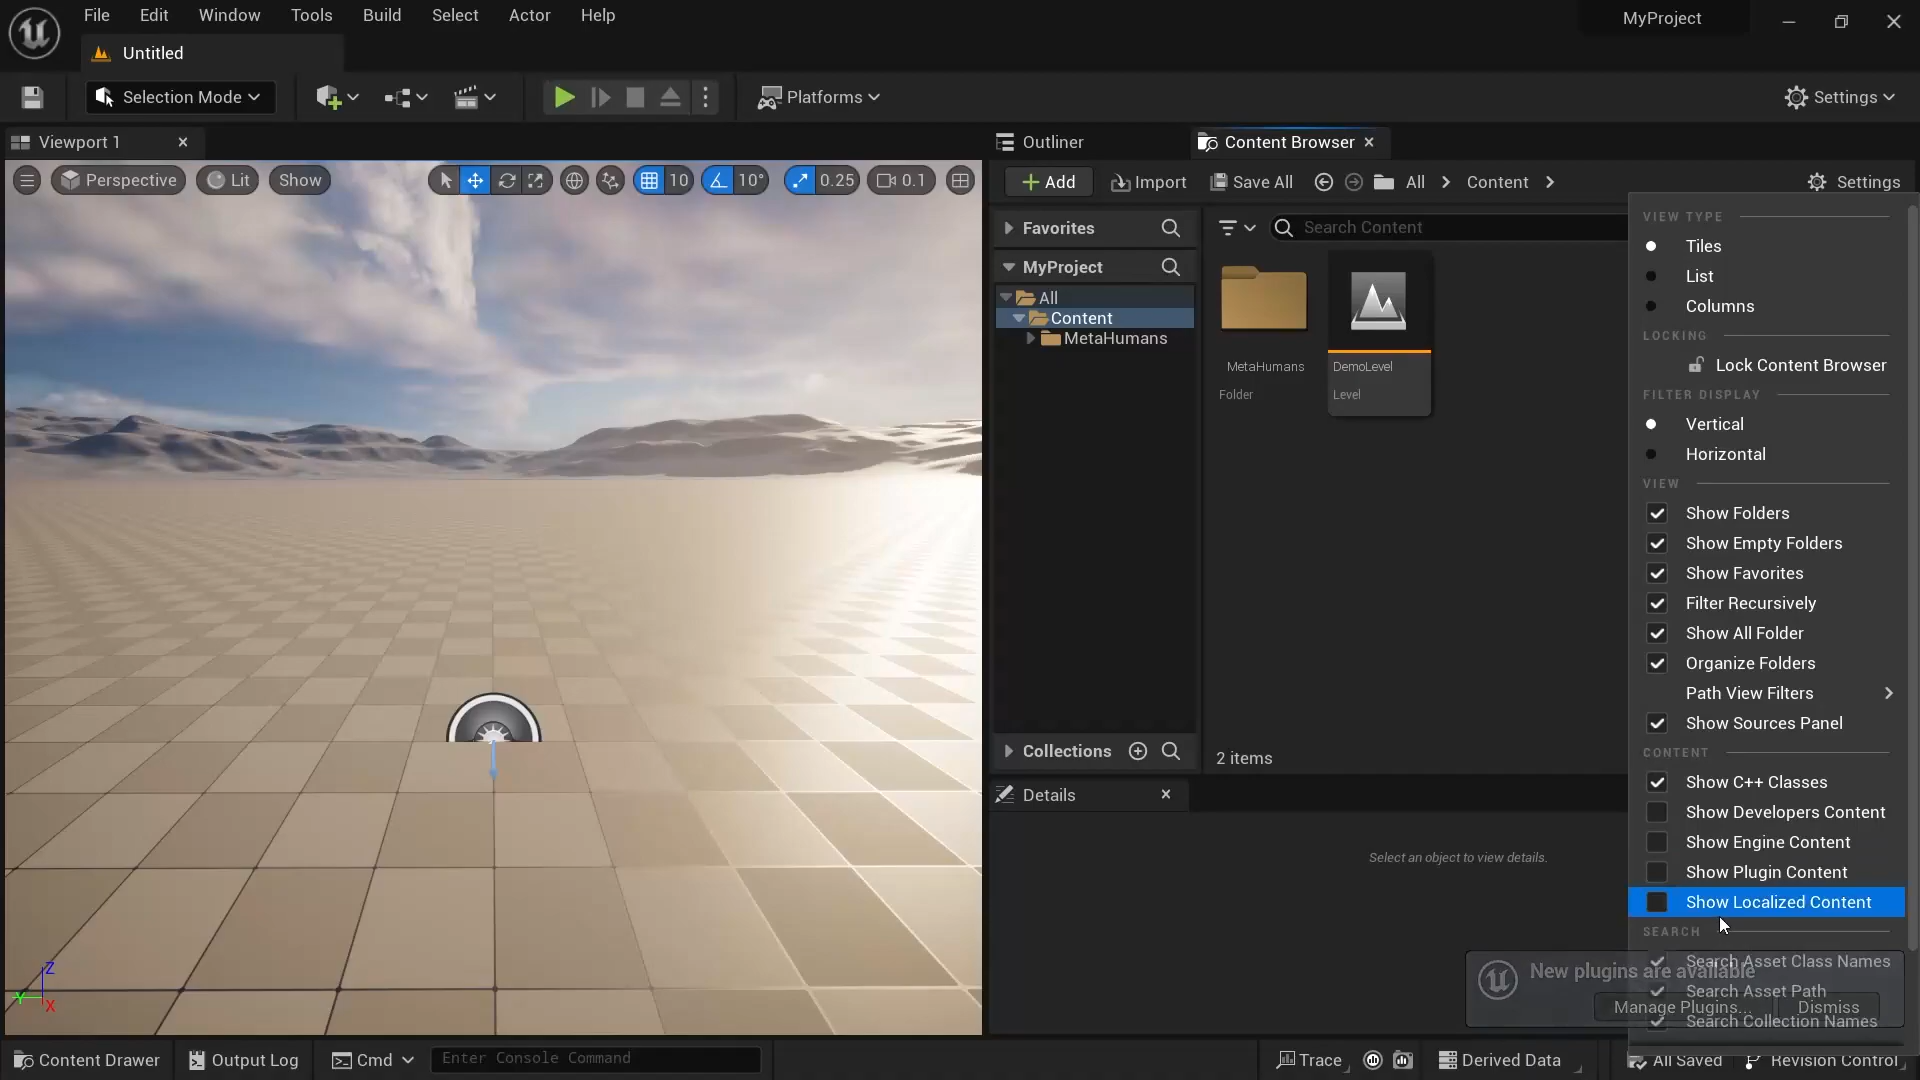 File Edit Window Tools Build Select Actor Help
MyProject
Untitled
Selection Mode
Platforms
Settings
Viewport 1
Outliner
Content Browser
Perspective
Lit
Show
10
10°
0.25
0.1
Add
Import
Save All
All
Content
Settings
Favorites
Search Content
MyProject
All
Content
MetaHumans
MetaHumans
Folder
DemoLevel
Level
Collections
2 items
Details
Select an object to view details.
VIEW TYPE
Tiles
List
Columns
LOCKING
Lock Content Browser
FILTER DISPLAY
Vertical
Horizontal
VIEW
Show Folders
Show Empty Folders
Show Favorites
Filter Recursively
Show All Folder
Organize Folders
Path View Filters
Show Sources Panel
CONTENT
Show C++ Classes
Show Developers Content
Show Engine Content
Show Plugin Content
Show Localized Content
SEARCH
Search Asset Class Names
New plugins are available
Search Asset Path
Manage Plugins...
Dismiss
Search Collection Names
Z
Y
X
Content Drawer
Output Log
Cmd
Enter Console Command
Trace
Derived Data
All Saved
Revision Control